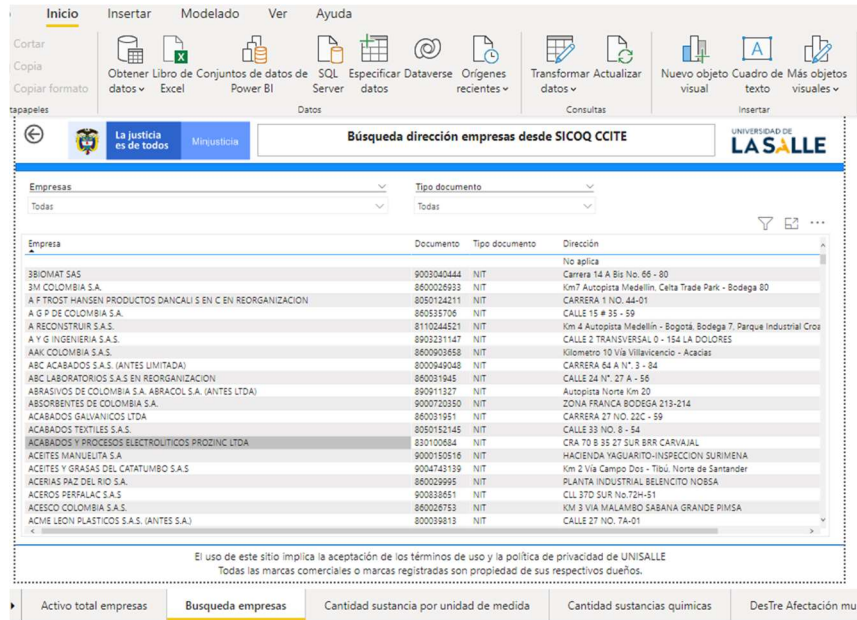 Inicio Insertar Modelado Ver Ayuda
Cortar
Copia
Copiar formato
tapapeles
Obtener datos
Libro de Excel
Conjuntos de datos de Power BI
SQL Server
Especificar datos
Dataverse
Orígenes recientes
Datos
Transformar datos
Actualizar
Consultas
Nuevo objeto visual
Cuadro de texto
Más objetos visuales
Insertar
La justicia
es de todos
Minjusticia
Búsqueda dirección empresas desde SICOQ CCITE
UNIVERSIDAD DE
LA SALLE
Empresas Tipo documento
Todas Todas
Empresa Documento Tipo documento Dirección
No aplica
3BIOMAT SAS 9003040444 NIT Carrera 14 A Bis No. 66 - 80
3M COLOMBIA S.A. 8600026933 NIT Km7 Autopista Medellín. Celta Trade Park - Bodega 80
A F TROST HANSEN PRODUCTOS DANCALI S EN C EN REORGANIZACION 8050124211 NIT CARRERA 1 NO. 44-01
A G P DE COLOMBIA S.A. 860535706 NIT CALLE 15 # 35 - 59
A RECONSTRUIR S.A.S. 8110244521 NIT Km 4 Autopista Medellín - Bogotá, Bodega 7, Parque Industrial Croa
A Y G INGENIERIA S.A.S. 8903231147 NIT CALLE 2 TRANSVERSAL 0 - 154 LA DOLORES
AAK COLOMBIA S.A.S. 8600903658 NIT Kilometro 10 Vía Villavicencio - Acacias
ABC ACABADOS S.A.S. (ANTES LIMITADA) 8000949048 NIT CARRERA 64 A N°. 3 - 84
ABC LABORATORIOS S.A.S EN REORGANIZACION 860031945 NIT CALLE 24 N°. 27 A - 56
ABRASIVOS DE COLOMBIA S.A. ABRACOL S.A. (ANTES LTDA) 890911327 NIT Autopista Norte Km 20
ABSORBENTES DE COLOMBIA S.A. 9000720350 NIT ZONA FRANCA BODEGA 213-214
ACABADOS GALVANICOS LTDA 860031951 NIT CARRERA 27 NO. 22C - 59
ACABADOS TEXTILES S.A.S. 8050152145 NIT CALLE 33 NO. 8 - 54
ACABADOS Y PROCESOS ELECTROLITICOS PROZINC LTDA 830100684 NIT CRA 70 B 35 27 SUR BRR CARVAJAL
ACEITES MANUELITA S.A 9000150516 NIT HACIENDA YAGUARITO-INSPECCION SURIMENA
ACEITES Y GRASAS DEL CATATUMBO S.A.S 9004743139 NIT Km 2 Vía Campo Dos - Tibú, Norte de Santander
ACERIAS PAZ DEL RIO S.A. 860029995 NIT PLANTA INDUSTRIAL BELENCITO NOBSA
ACEROS PERFALAC S.A.S 900838651 NIT CLL 37D SUR No.72H-51
ACESCO COLOMBIA S.A.S. 860026753 NIT KM 3 VIA MALAMBO SABANA GRANDE PIMSA
ACME LEON PLASTICOS S.A.S. (ANTES S.A.) 800039813 NIT CALLE 27 NO. 7A-01
El uso de este sitio implica la aceptación de los términos de uso y la política de privacidad de UNISALLE
Todas las marcas comerciales o marcas registradas son propiedad de sus respectivos dueños.
Activo total empresas Busqueda empresas Cantidad sustancia por unidad de medida Cantidad sustancias quimicas DesTre Afectación mu